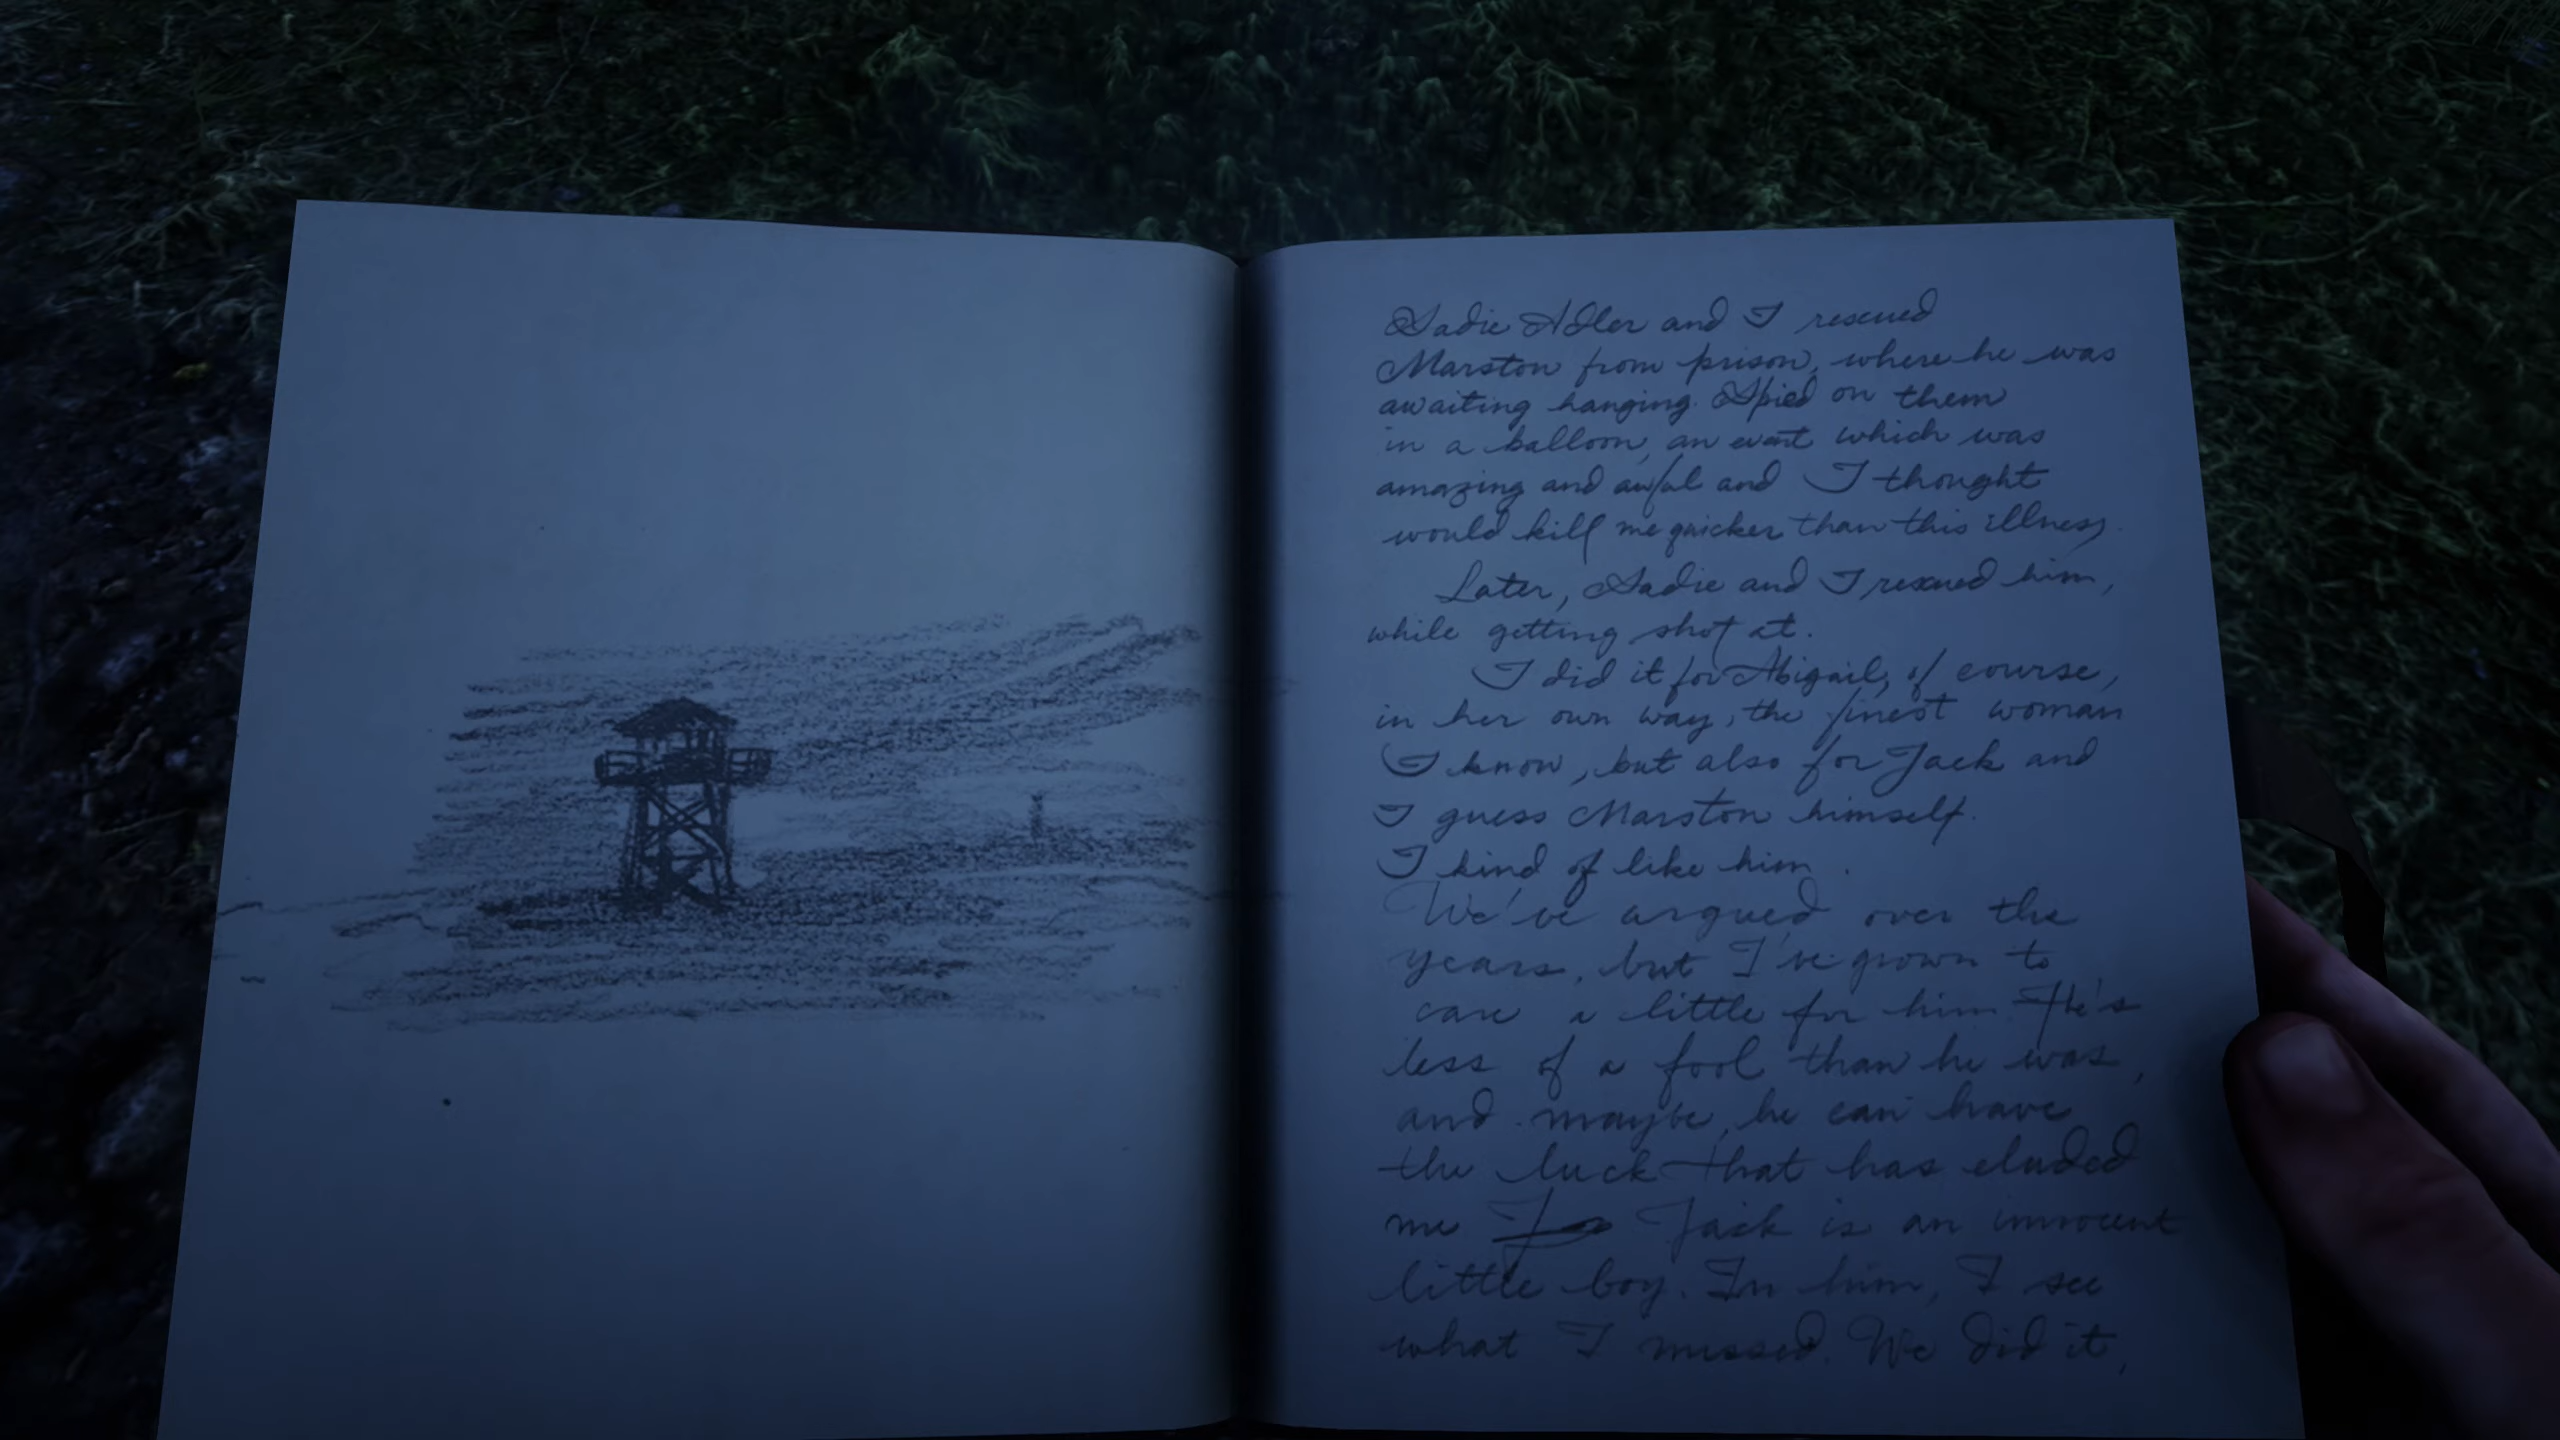 Sadie Adler and I rescued
Marston from prison, where he was
awaiting hanging. Spied on them
in a balloon, an event which was
amazing and awful and I thought
would kill me quicker than this illness.
Later, Sadie and I rescued him,
while getting shot at.
I did it for Abigail, of course,
in her own way, the finest woman
I know, but also for Jack and
I guess Marston himself.
I kind of like him.
We've argued over the
years, but I've grown to
care a little for him. He's
less of a fool than he was,
and maybe, he can have
the luck that has eluded
me Jack is an innocent
little boy. In him, I see
what I missed. We did it,